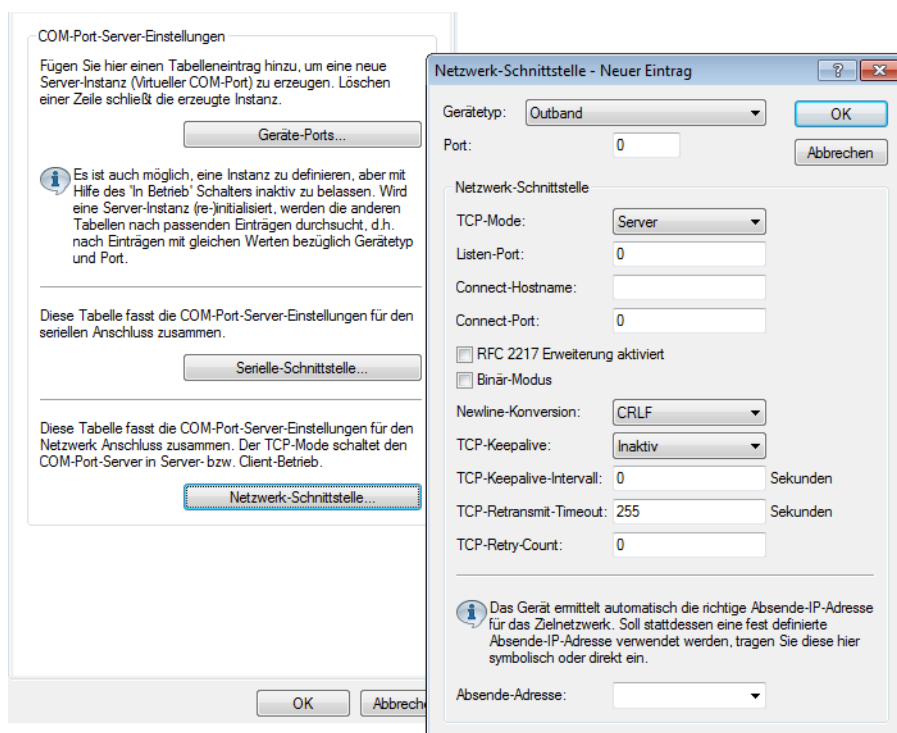 COM-Port-Server-Einstellungen
Fügen Sie hier einen Tabelleneintrag hinzu, um eine neue
Server-Instanz (Virtueller COM-Port) zu erzeugen. Löschen
einer Zeile schließt die erzeugte Instanz.
Geräte-Ports...
Es ist auch möglich, eine Instanz zu definieren, aber mit
Hilfe des 'In Betrieb' Schalters inaktiv zu belassen. Wird
eine Server-Instanz (re-)initialisiert, werden die anderen
Tabellen nach passenden Einträgen durchsucht, d.h.
nach Einträgen mit gleichen Werten bezüglich Gerätetyp
und Port.
Diese Tabelle fasst die COM-Port-Server-Einstellungen für den
seriellen Anschluss zusammen.
Serielle-Schnittstelle...
Diese Tabelle fasst die COM-Port-Server-Einstellungen für den
Netzwerk Anschluss zusammen. Der TCP-Mode schaltet den
COM-Port-Server in Server- bzw. Client-Betrieb.
Netzwerk-Schnittstelle...
OK
Abbrech
Netzwerk-Schnittstelle - Neuer Eintrag
Gerätetyp: Outband
OK
Port: 0
Abbrechen
Netzwerk-Schnittstelle
TCP-Mode: Server
Listen-Port: 0
Connect-Hostname:
Connect-Port: 0
RFC 2217 Erweiterung aktiviert
Binär-Modus
Newline-Konversion: CRLF
TCP-Keepalive: Inaktiv
TCP-Keepalive-Intervall: 0 Sekunden
TCP-Retransmit-Timeout: 255 Sekunden
TCP-Retry-Count: 0
Das Gerät ermittelt automatisch die richtige Absende-IP-Adresse
für das Zielnetzwerk. Soll stattdessen eine fest definierte
Absende-IP-Adresse verwendet werden, tragen Sie diese hier
symbolisch oder direkt ein.
Absende-Adresse: